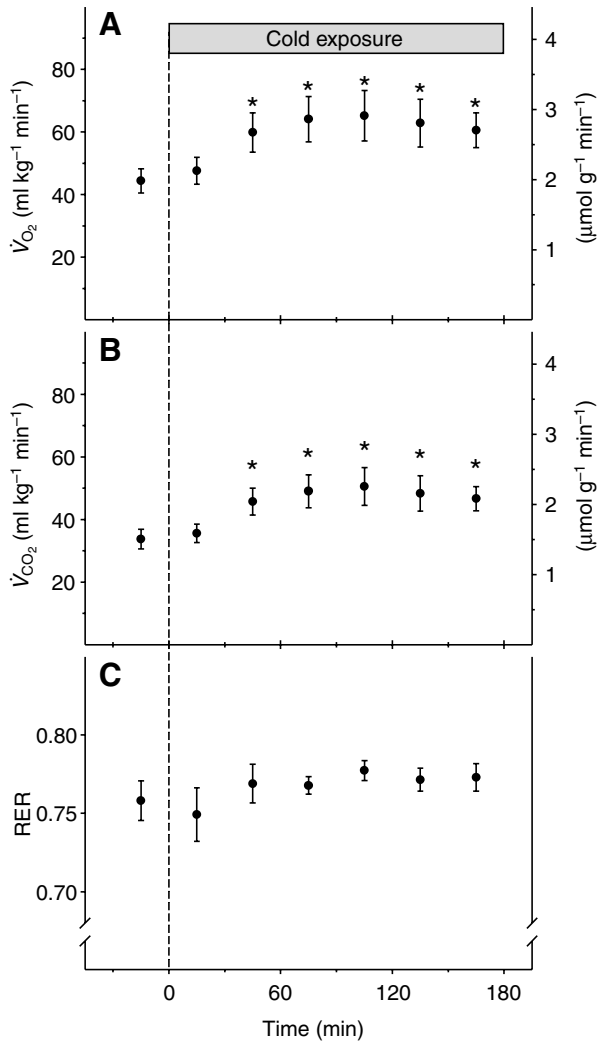 A
Cold exposure
*
*
*
*
*
80
60
40
20
V̇O₂ (ml kg⁻¹ min⁻¹)
4
3
2
1
(μmol g⁻¹ min⁻¹)
B
*
*
*
*
*
80
60
40
20
V̇CO₂ (ml kg⁻¹ min⁻¹)
4
3
2
1
(μmol g⁻¹ min⁻¹)
C
0.80
0.75
0.70
RER
0 60 120 180
Time (min)